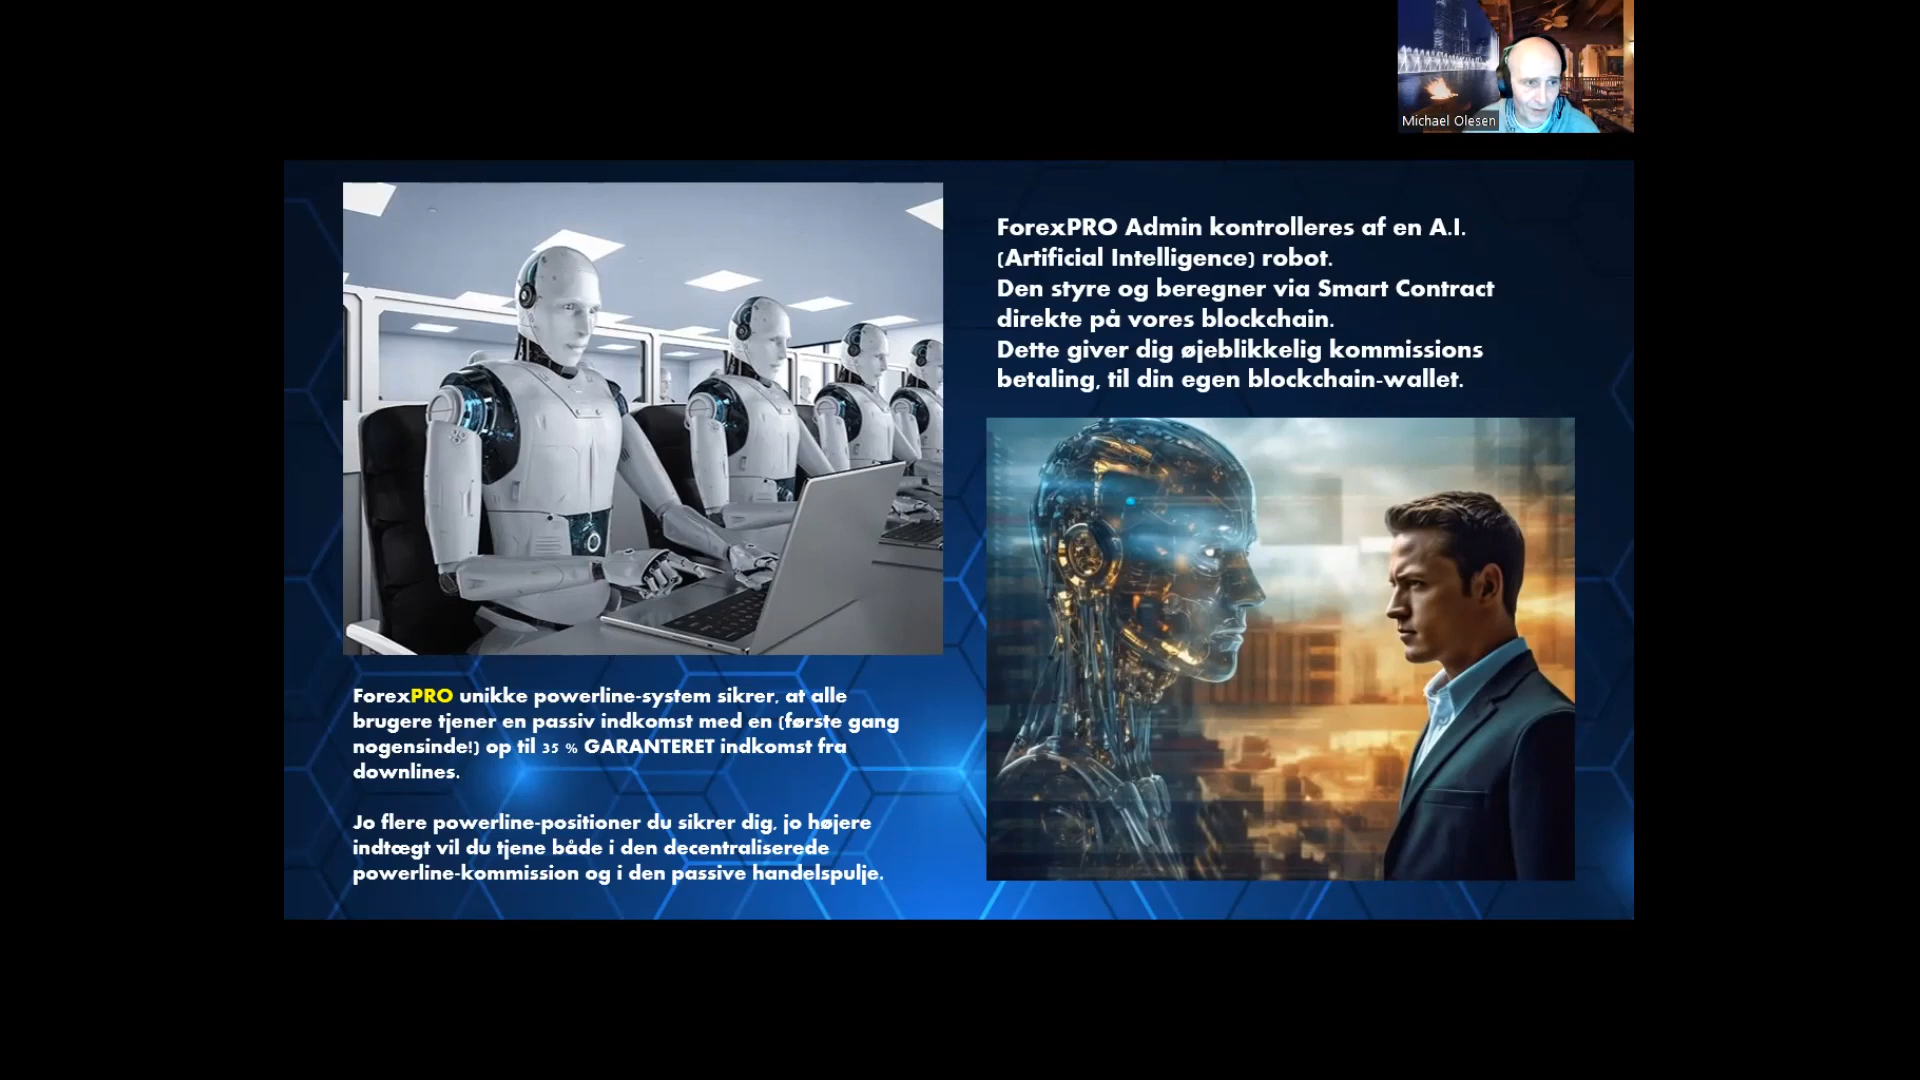 Michael Olesen
ForexPRO Admin kontrolleres af en A.I.
(Artificial Intelligence) robot.
Den styre og beregner via Smart Contract
direkte på vores blockchain.
Dette giver dig øjeblikkelig kommissions
betaling, til din egen blockchain-wallet.
ForexPRO unikke powerline-system sikrer, at alle
brugere tjener en passiv indkomst med en (første gang
nogensinde!) op til 35 % GARANTERET indkomst fra
downlines.
Jo flere powerline-positioner du sikrer dig, jo højere
indtægt vil du tjene både i den decentraliserede
powerline-kommission og i den passive handelspulje.